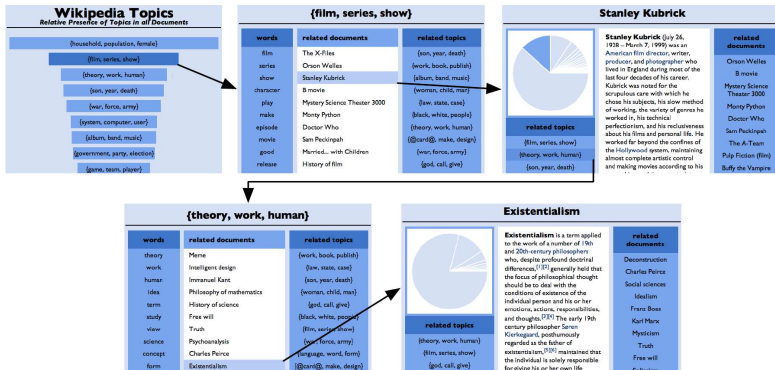 Wikipedia Topics
Relative Presence of Topics in all Documents
{household, population, female}
{film, series, show}
{theory, work, human}
{son, year, death}
{war, force, army}
{system, computer, user}
{album, band, music}
{government, party, election}
{game, team, player}
{film, series, show}
words related documents related topics
film The X-Files {son, year, death}
series Orson Welles {work, book, publish}
show Stanley Kubrick {album, band, music}
character B movie {woman, child, man}
play Mystery Science Theater 3000 {law, state, case}
make Monty Python {black, white, people}
episode Doctor Who {theory, work, human}
movie Sam Peckinpah {@card@, make, design}
good Married... with Children {war, force, army}
release History of film {god, call, give}
Stanley Kubrick
related topics
{film, series, show}
{theory, work, human}
{son, year, death}
Stanley Kubrick (July 26,
1928 – March 7, 1999) was an
American film director, writer,
producer, and photographer who
lived in England during most of the
last four decades of his career.
Kubrick was noted for the
scrupulous care with which he
chose his subjects, his slow method
of working, the variety of genres he
worked in, his technical
perfectionism, and his reclusiveness
about his films and personal life. He
worked far beyond the confines of
the Hollywood system, maintaining
almost complete artistic control
and making movies according to his
related
documents
Orson Welles
B movie
Mystery Science
Theater 3000
Monty Python
Doctor Who
Sam Peckinpah
The A-Team
Pulp Fiction (film)
Buffy the Vampire
{theory, work, human}
words related documents related topics
theory Meme {work, book, publish}
work Intelligent design {law, state, case}
human Immanuel Kant {son, year, death}
idea Philosophy of mathematics {woman, child, man}
term History of science {god, call, give}
study Free will {black, white, people}
view Truth {film, series, show}
science Psychoanalysis {war, force, army}
concept Charles Peirce {language, word, form}
form Existentialism {@card@, make, design}
Existentialism
related topics
{theory, work, human}
{film, series, show}
{god, call, give}
Existentialism is a term applied
to the work of a number of 19th
and 20th-century philosophers
who, despite profound doctrinal
differences,[1][2] generally held that
the focus of philosophical thought
should be to deal with the
conditions of existence of the
individual person and his or her
emotions, actions, responsibilities,
and thoughts.[3][4] The early 19th
century philosopher Søren
Kierkegaard, posthumously
regarded as the father of
existentialism,[5][6] maintained that
the individual is solely responsible
for giving his or her own life
related
documents
Deconstruction
Charles Peirce
Social sciences
Idealism
Franz Boas
Karl Marx
Mysticism
Truth
Free will